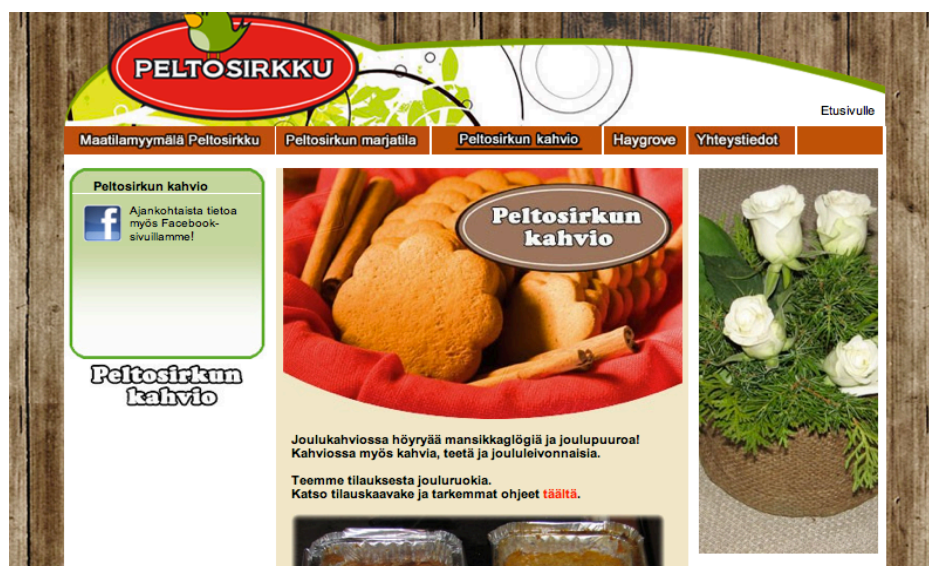 PELTOSIRKKU
Etusivulle
Maatilamyymälä Peltosirkku
Peltosirkun marjatila
Peltosirkun kahvio
Haygrove
Yhteystiedot
Peltosirkun kahvio
Ajankohtaista tietoa
myös Facebook-
sivuillamme!
Peltosirkun
kahvio
Peltosirkun
kahvio
Joulukahviossa höyryää mansikkaglögiä ja joulupuuroa!
Kahviossa myös kahvia, teetä ja joululeivonnaisia.
Teemme tilauksesta jouluruokia.
Katso tilauskaavake ja tarkemmat ohjeet täältä.